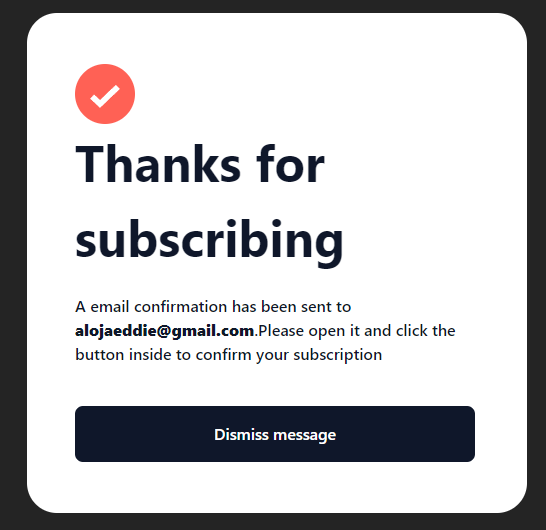 Thanks for
subscribing
A email confirmation has been sent to
alojaeddie@gmail.com.Please open it and click the
button inside to confirm your subscription
Dismiss message